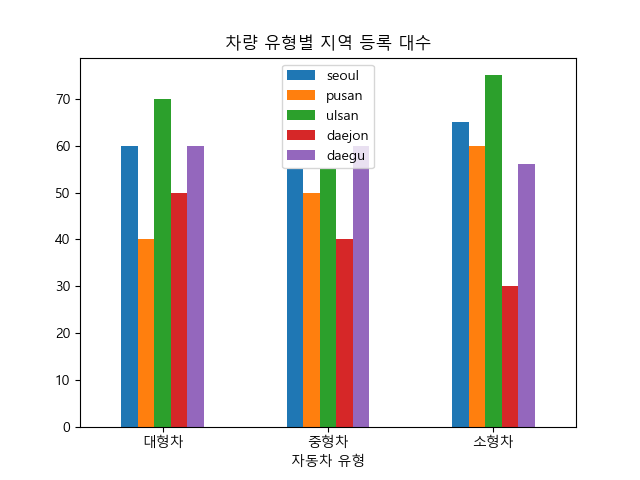 차량 유형별 지역 등록 대수
seoul
pusan
ulsan
daejon
daegu
70
60
50
40
30
20
10
0
대형차 중형차 소형차
자동차 유형